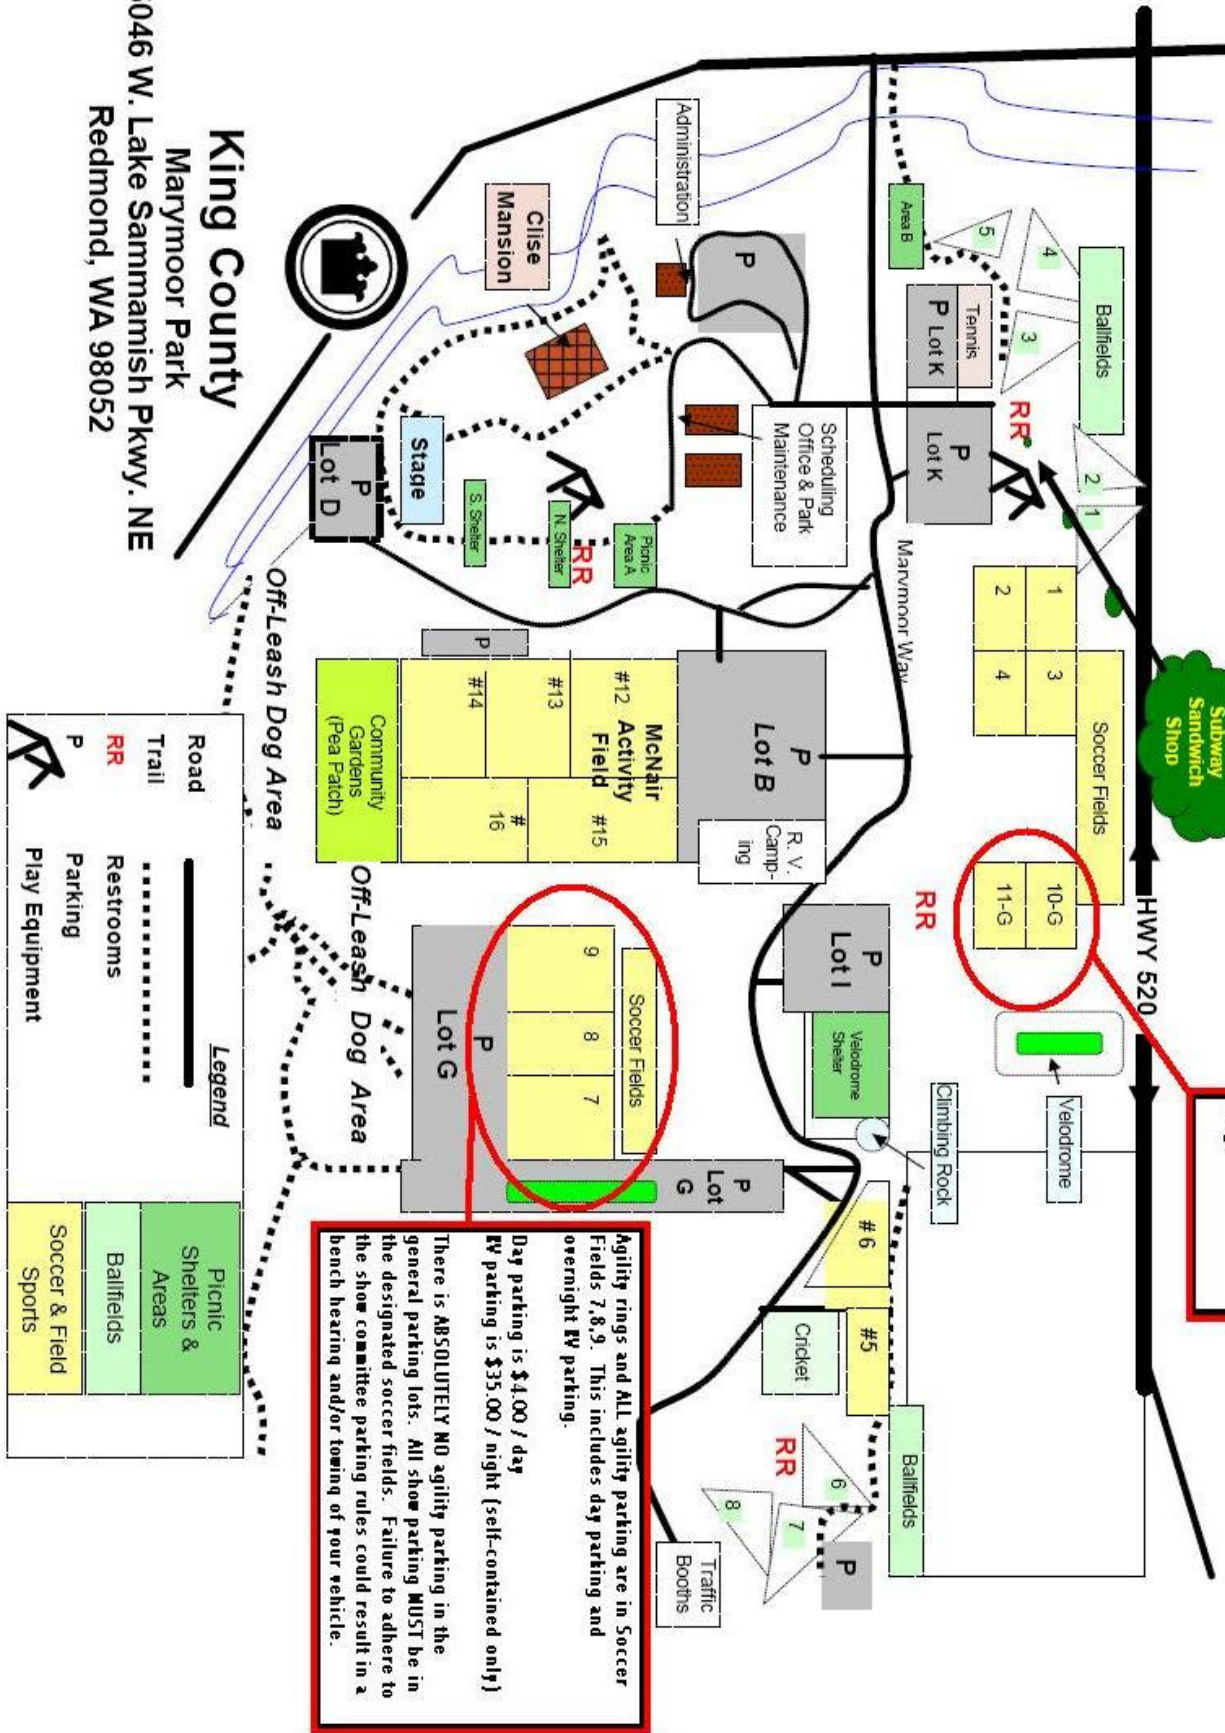 Subway
Sandwich
Shop
HWY 520
Ballfields
4
5
3
2
1
Area B
Tennis
P Lot K
P
Lot K
RR
Marymoor Way
1
2
3
4
Soccer Fields
10-G
11-G
RR
Velodrome
Climbing Rock
P
Lot I
Velodrome
Shelter
#6
#5
Cricket
Ballfields
RR
6
7
8
P
Traffic
Booths
Administration
P
Scheduling
Office & Park
Maintenance
Clise
Mansion
Stage
P
Lot D
S. Shelter
N. Shelter
RR
Picnic
Area A
P
Lot B
R. V.
Camp-
ing
McNair
Activity
Field
#12
#13
#14
#15
#
16
P
Community
Gardens
(Pea Patch)
Soccer Fields
9
8
7
P
Lot G
P
Lot
G
Off-Leash Dog Area
Off-Leash Dog Area
Agility rings and ALL agility parking are in Soccer
Fields 7,8,9. This includes day parking and
overnight RV parking.
Day parking is $4.00 / day
RV parking is $35.00 / night (self-contained only)
There is ABSOLUTELY NO agility parking in the
general parking lots. All show parking MUST be in
the designated soccer fields. Failure to adhere to
the show committee parking rules could result in a
bench hearing and/or towing of your vehicle.
King County
Marymoor Park
046 W. Lake Sammamish Pkwy. NE
Redmond, WA 98052
Legend
Road
Trail
RR Restrooms
P Parking
Play Equipment
Picnic
Shelters &
Areas
Ballfields
Soccer & Field
Sports